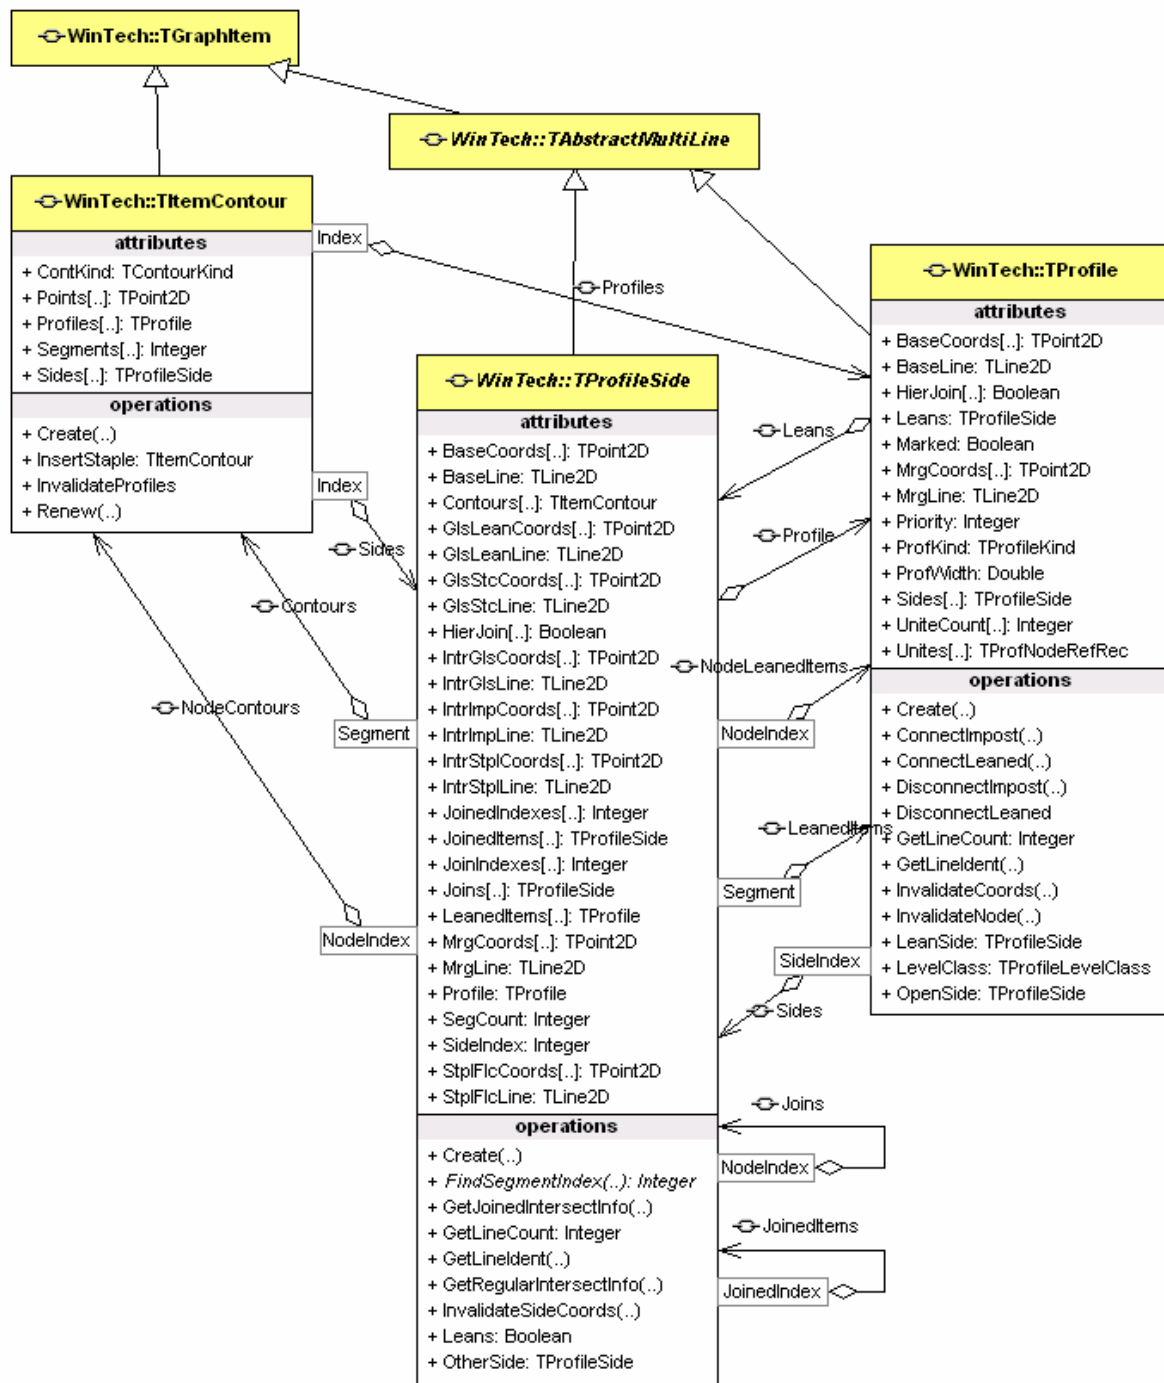 WinTech::TGraphItem
WinTech::TAbstractMultiLine
WinTech::TItemContour
attributes
+ ContKind: TContourKind
+ Points[..]: TPoint2D
+ Profiles[..]: TProfile
+ Segments[..]: Integer
+ Sides[..]: TProfileSide
operations
+ Create(..)
+ InsertStaple: TItemContour
+ InvalidateProfiles
+ Renew(..)
Index
Profiles
Index
Sides
Contours
NodeContours
Segment
NodeIndex
WinTech::TProfileSide
attributes
+ BaseCoords[..]: TPoint2D
+ BaseLine: TLine2D
+ Contours[..]: TItemContour
+ GlsLeanCoords[..]: TPoint2D
+ GlsLeanLine: TLine2D
+ GlsStcCoords[..]: TPoint2D
+ GlsStcLine: TLine2D
+ HierJoin[..]: Boolean
+ IntrGlsCoords[..]: TPoint2D
+ IntrGlsLine: TLine2D
+ IntrImpCoords[..]: TPoint2D
+ IntrImpLine: TLine2D
+ IntrStplCoords[..]: TPoint2D
+ IntrStplLine: TLine2D
+ JoinedIndexes[..]: Integer
+ JoinedItems[..]: TProfileSide
+ JoinIndexes[..]: Integer
+ Joins[..]: TProfileSide
+ LeanedItems[..]: TProfile
+ MrgCoords[..]: TPoint2D
+ MrgLine: TLine2D
+ Profile: TProfile
+ SegCount: Integer
+ SideIndex: Integer
+ StplFlcCoords[..]: TPoint2D
+ StplFlcLine: TLine2D
operations
+ Create(..)
+ FindSegmentIndex(..): Integer
+ GetJoinedIntersectInfo(..)
+ GetLineCount: Integer
+ GetLineIdent(..)
+ GetRegularIntersectInfo(..)
+ InvalidateSideCoords(..)
+ Leans: Boolean
+ OtherSide: TProfileSide
Leans
Profile
NodeLeanedItems
NodeIndex
LeanedItems
Segment
SideIndex
Sides
Joins
NodeIndex
JoinedItems
JoinedIndex
WinTech::TProfile
attributes
+ BaseCoords[..]: TPoint2D
+ BaseLine: TLine2D
+ HierJoin[..]: Boolean
+ Leans: TProfileSide
+ Marked: Boolean
+ MrgCoords[..]: TPoint2D
+ MrgLine: TLine2D
+ Priority: Integer
+ ProfKind: TProfileKind
+ ProfWidth: Double
+ Sides[..]: TProfileSide
+ UniteCount[..]: Integer
+ Unites[..]: TProfNodeRefRec
operations
+ Create(..)
+ ConnectImpost(..)
+ ConnectLeaned(..)
+ DisconnectImpost(..)
+ DisconnectLeaned
+ GetLineCount: Integer
+ GetLineIdent(..)
+ InvalidateCoords(..)
+ InvalidateNode(..)
+ LeanSide: TProfileSide
+ LevelClass: TProfileLevelClass
+ OpenSide: TProfileSide